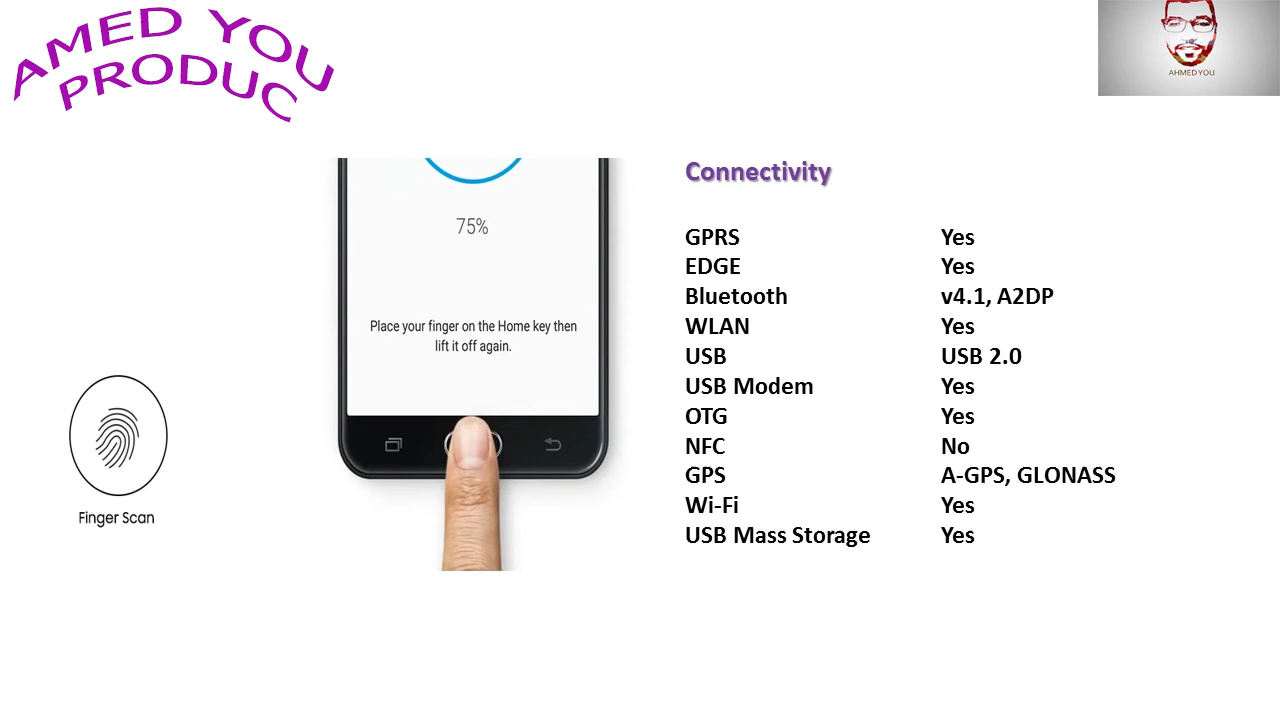 AMED YOU
PRODUC
AHMED YOU
Connectivity
75%
Place your finger on the Home key then
lift it off again.
Finger Scan
GPRS Yes
EDGE Yes
Bluetooth v4.1, A2DP
WLAN Yes
USB USB 2.0
USB Modem Yes
OTG Yes
NFC No
GPS A-GPS, GLONASS
Wi-Fi Yes
USB Mass Storage Yes